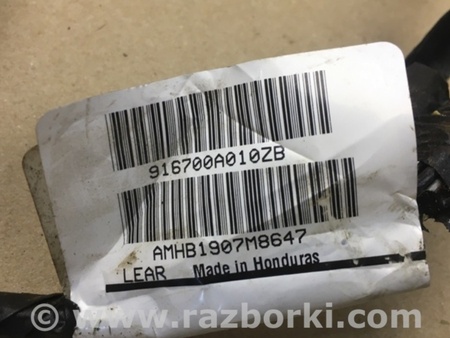 916700A010ZB
AMHB1907M8647
LEAR Made in Honduras
© www.razborki.com